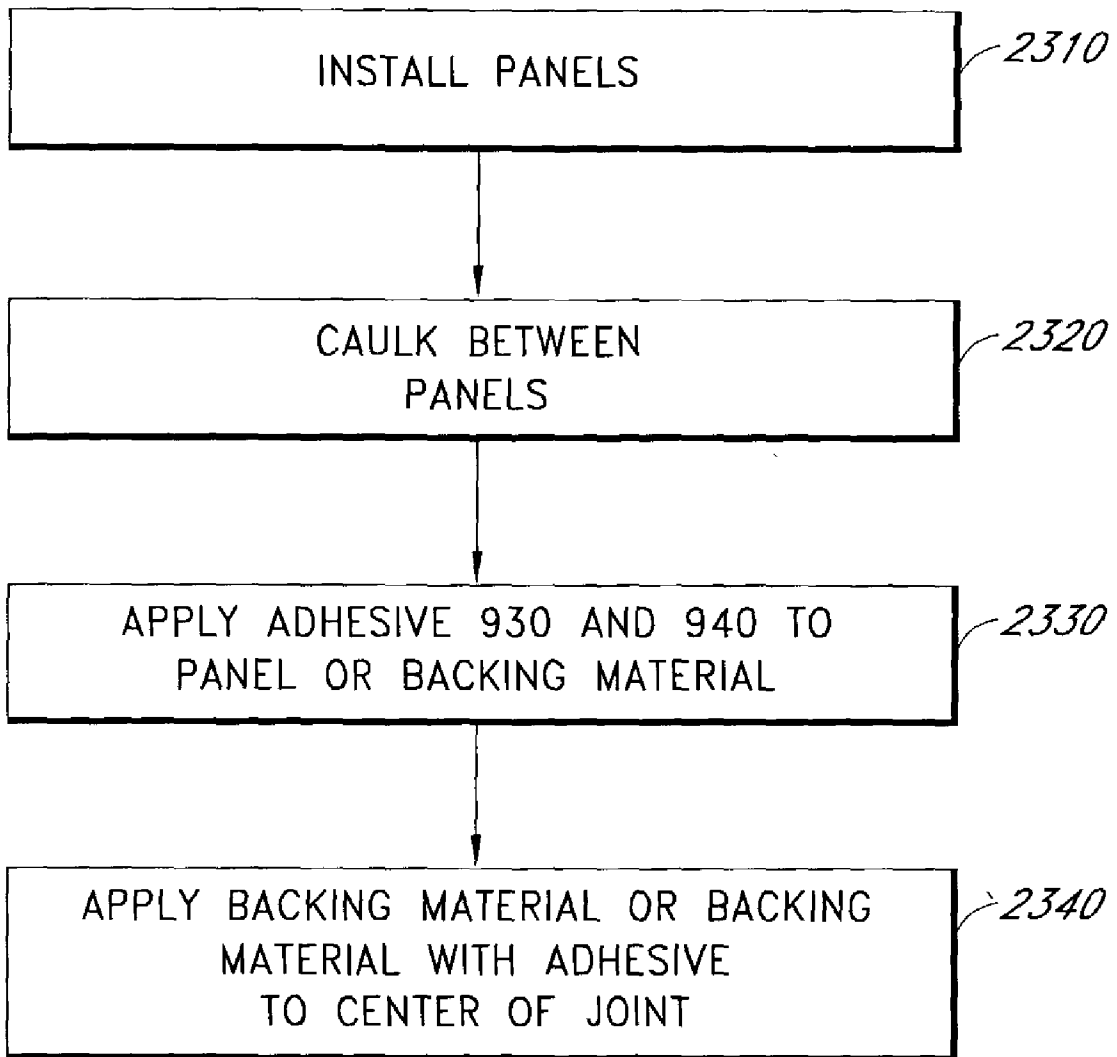 INSTALL PANELS
2310
CAULK BETWEEN
PANELS
2320
APPLY ADHESIVE 930 AND 940 TO
PANEL OR BACKING MATERIAL
2330
APPLY BACKING MATERIAL OR BACKING
MATERIAL WITH ADHESIVE
TO CENTER OF JOINT
2340